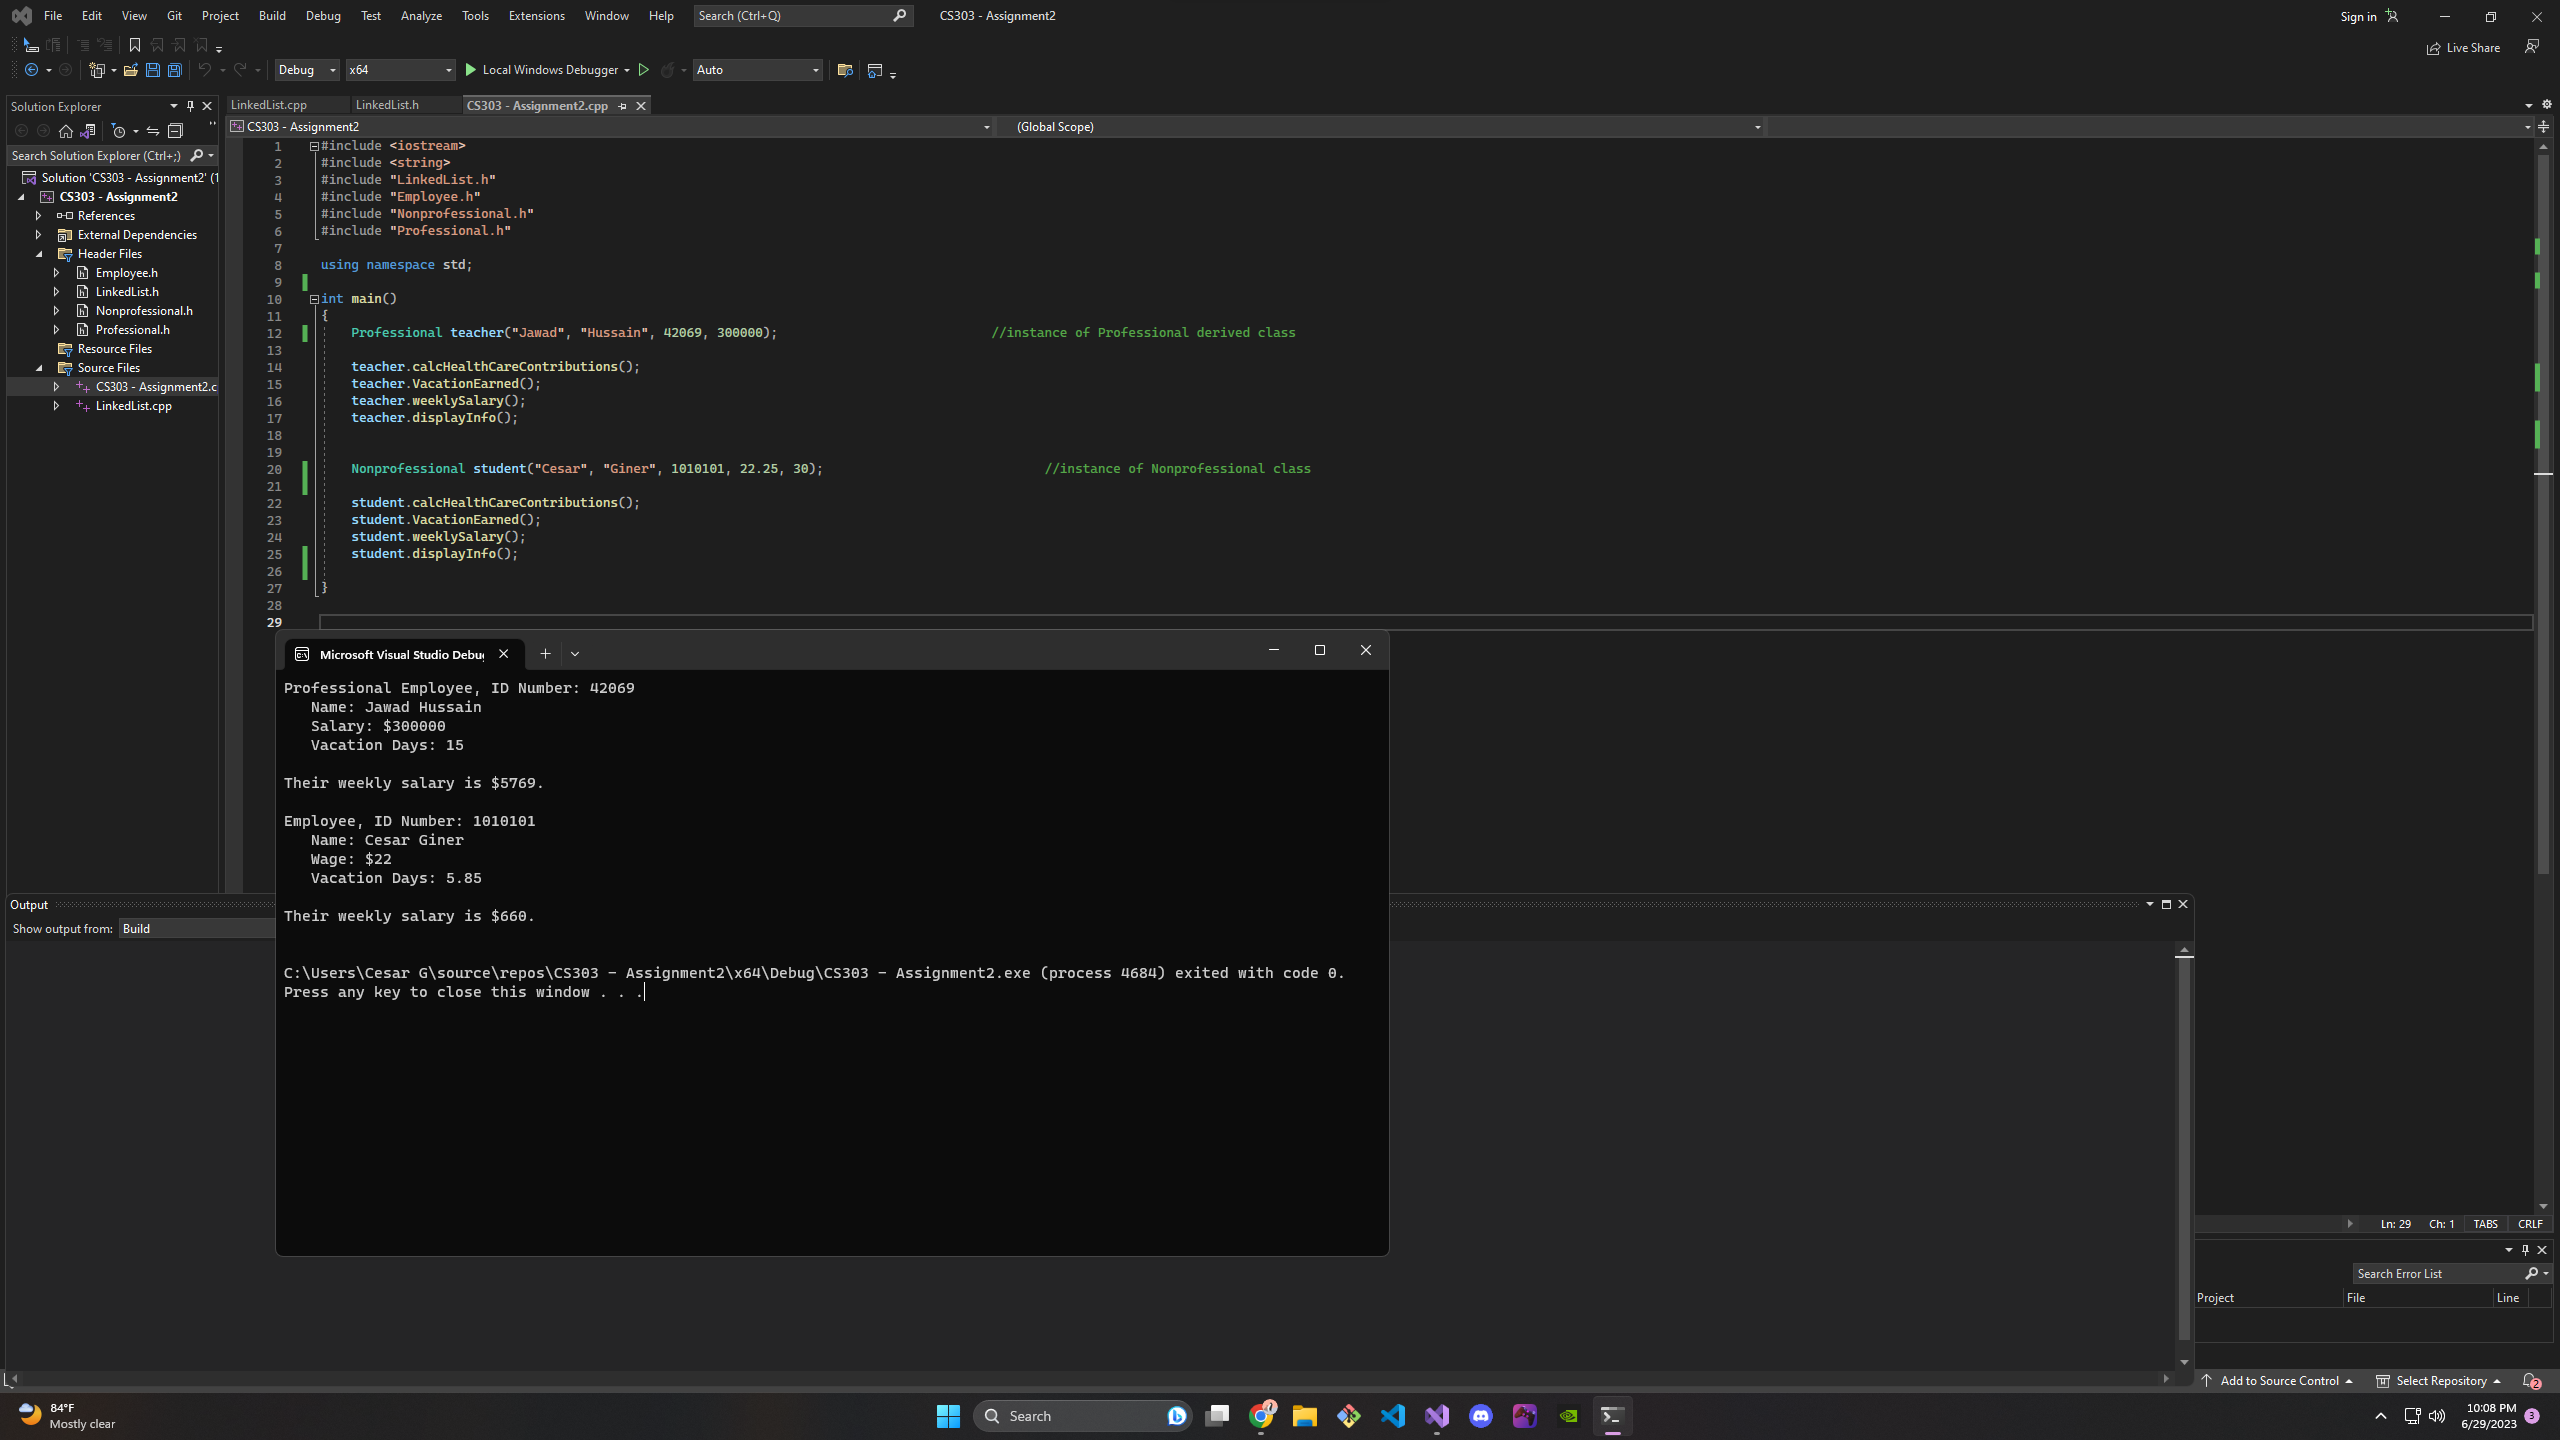 File Edit View Git Project Build Debug Test Analyze Tools Extensions Window Help Search (Ctrl+Q) CS303 - Assignment2 Sign in
Live Share
Debug x64 Local Windows Debugger Auto
Solution Explorer
Search Solution Explorer (Ctrl+;)
Solution 'CS303 - Assignment2' (1
CS303 - Assignment2
References
External Dependencies
Header Files
Employee.h
LinkedList.h
Nonprofessional.h
Professional.h
Resource Files
Source Files
CS303 - Assignment2.c
LinkedList.cpp
LinkedList.cpp LinkedList.h CS303 - Assignment2.cpp
CS303 - Assignment2 (Global Scope)
1 #include <iostream>
2 #include <string>
3 #include "LinkedList.h"
4 #include "Employee.h"
5 #include "Nonprofessional.h"
6 #include "Professional.h"
7
8 using namespace std;
9
10 int main()
11 {
12 Professional teacher("Jawad", "Hussain", 42069, 300000); //instance of Professional derived class
13
14 teacher.calcHealthCareContributions();
15 teacher.VacationEarned();
16 teacher.weeklySalary();
17 teacher.displayInfo();
18
19
20 Nonprofessional student("Cesar", "Giner", 1010101, 22.25, 30); //instance of Nonprofessional class
21
22 student.calcHealthCareContributions();
23 student.VacationEarned();
24 student.weeklySalary();
25 student.displayInfo();
26
27 }
28
29
Microsoft Visual Studio Debug
Professional Employee, ID Number: 42069
Name: Jawad Hussain
Salary: $300000
Vacation Days: 15
Their weekly salary is $5769.
Employee, ID Number: 1010101
Name: Cesar Giner
Wage: $22
Vacation Days: 5.85
Their weekly salary is $660.
C:\Users\Cesar G\source\repos\CS303 - Assignment2\x64\Debug\CS303 - Assignment2.exe (process 4684) exited with code 0.
Press any key to close this window . . .
Output
Show output from: Build
Ln: 29 Ch: 1 TABS CRLF
Search Error List
Project File Line
Add to Source Control Select Repository 2
84°F
Mostly clear
Search
10:08 PM
6/29/2023
3